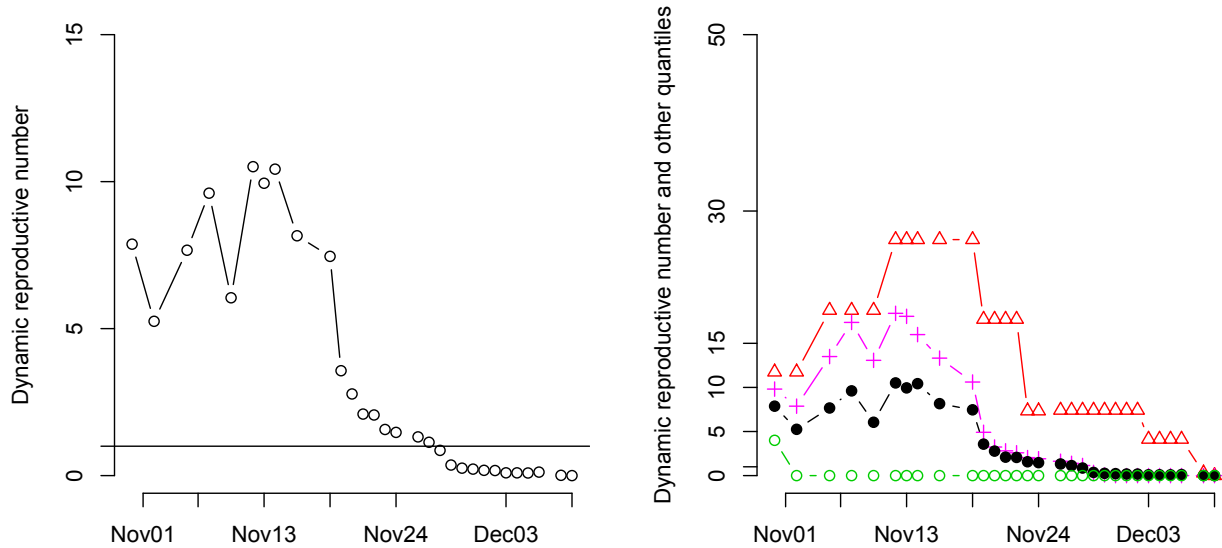 Dynamic reproductive number
15
10
5
0
Nov01 Nov13 Nov24 Dec03
Dynamic reproductive number and other quantiles
50
30
15
10
5
0
Nov01 Nov13 Nov24 Dec03